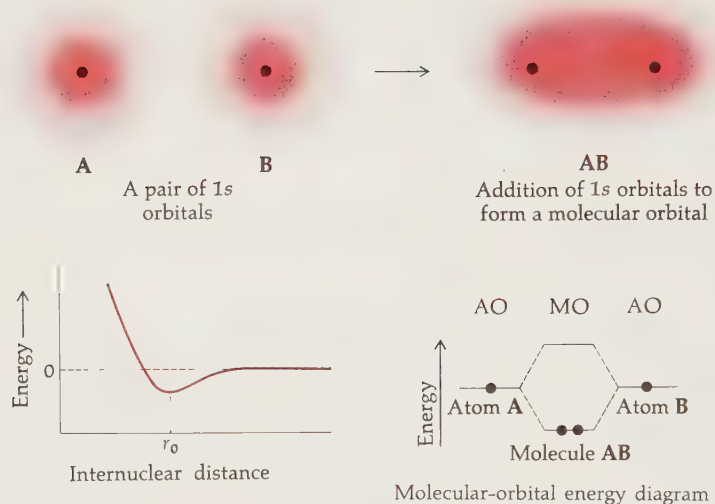 A
B
A pair of 1s
orbitals
AB
Addition of 1s orbitals to
form a molecular orbital
Energy
0
r₀
Internuclear distance
AO MO AO
Energy
Atom A
Atom B
Molecule AB
Molecular-orbital energy diagram